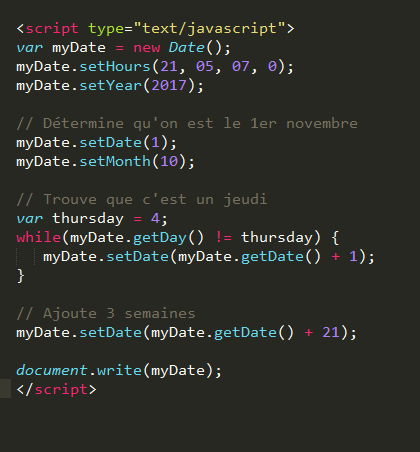 <script type="text/javascript">
var myDate = new Date();
myDate.setHours(21, 05, 07, 0);
myDate.setYear(2017);
// Détermine qu'on est le 1er novembre
myDate.setDate(1);
myDate.setMonth(10);
// Trouve que c'est un jeudi
var thursday = 4;
while(myDate.getDay() != thursday) {
myDate.setDate(myDate.getDate() + 1);
}
// Ajoute 3 semaines
myDate.setDate(myDate.getDate() + 21);
document.write(myDate);
</script>